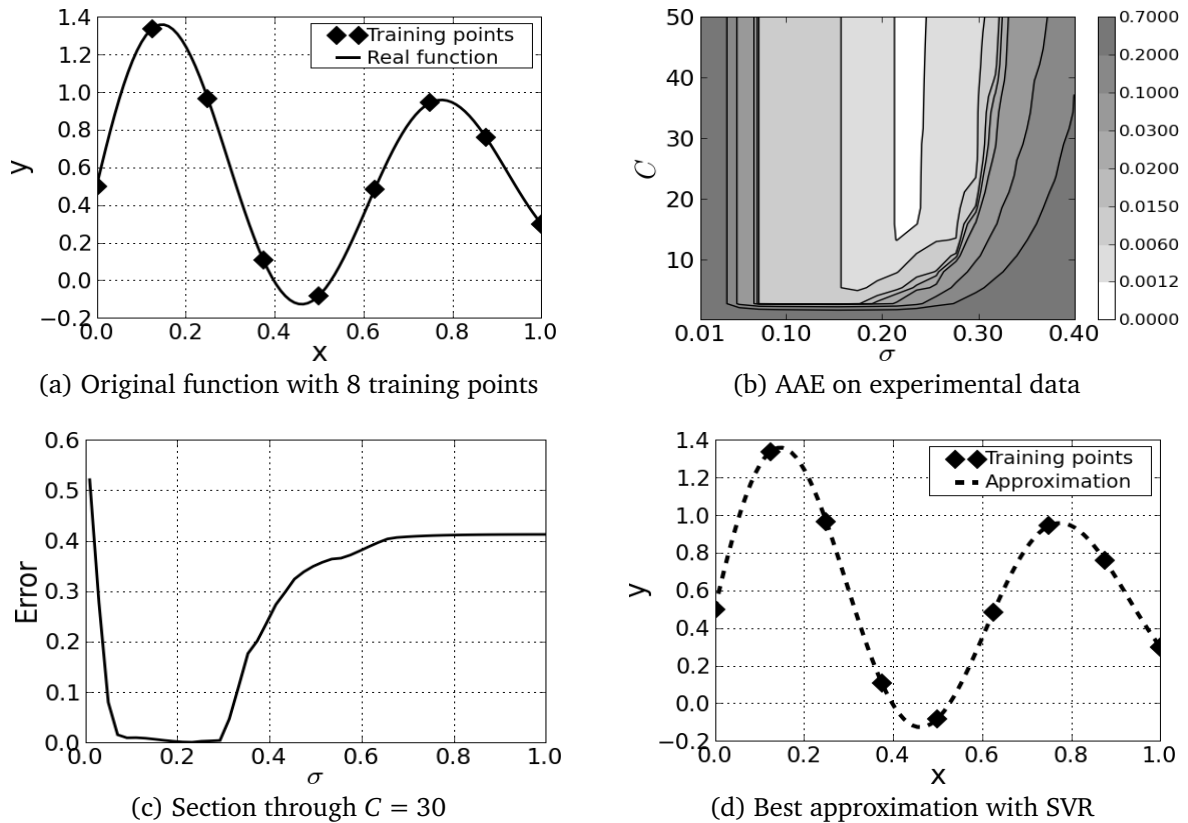 1.4
1.2
1.0
0.8
0.6
0.4
0.2
0.0
−0.2
y
0.0 0.2 0.4 0.6 0.8 1.0
x
Training points
Real function
(a) Original function with 8 training points
50
40
30
20
10
C
0.01 0.10 0.20 0.30 0.40
σ
0.7000
0.2000
0.1000
0.0300
0.0200
0.0150
0.0060
0.0012
0.0000
(b) AAE on experimental data
0.6
0.5
0.4
0.3
0.2
0.1
0.0
Error
0.0 0.2 0.4 0.6 0.8 1.0
σ
(c) Section through C = 30
1.4
1.2
1.0
0.8
0.6
0.4
0.2
0.0
−0.2
y
0.0 0.2 0.4 0.6 0.8 1.0
x
Training points
Approximation
(d) Best approximation with SVR